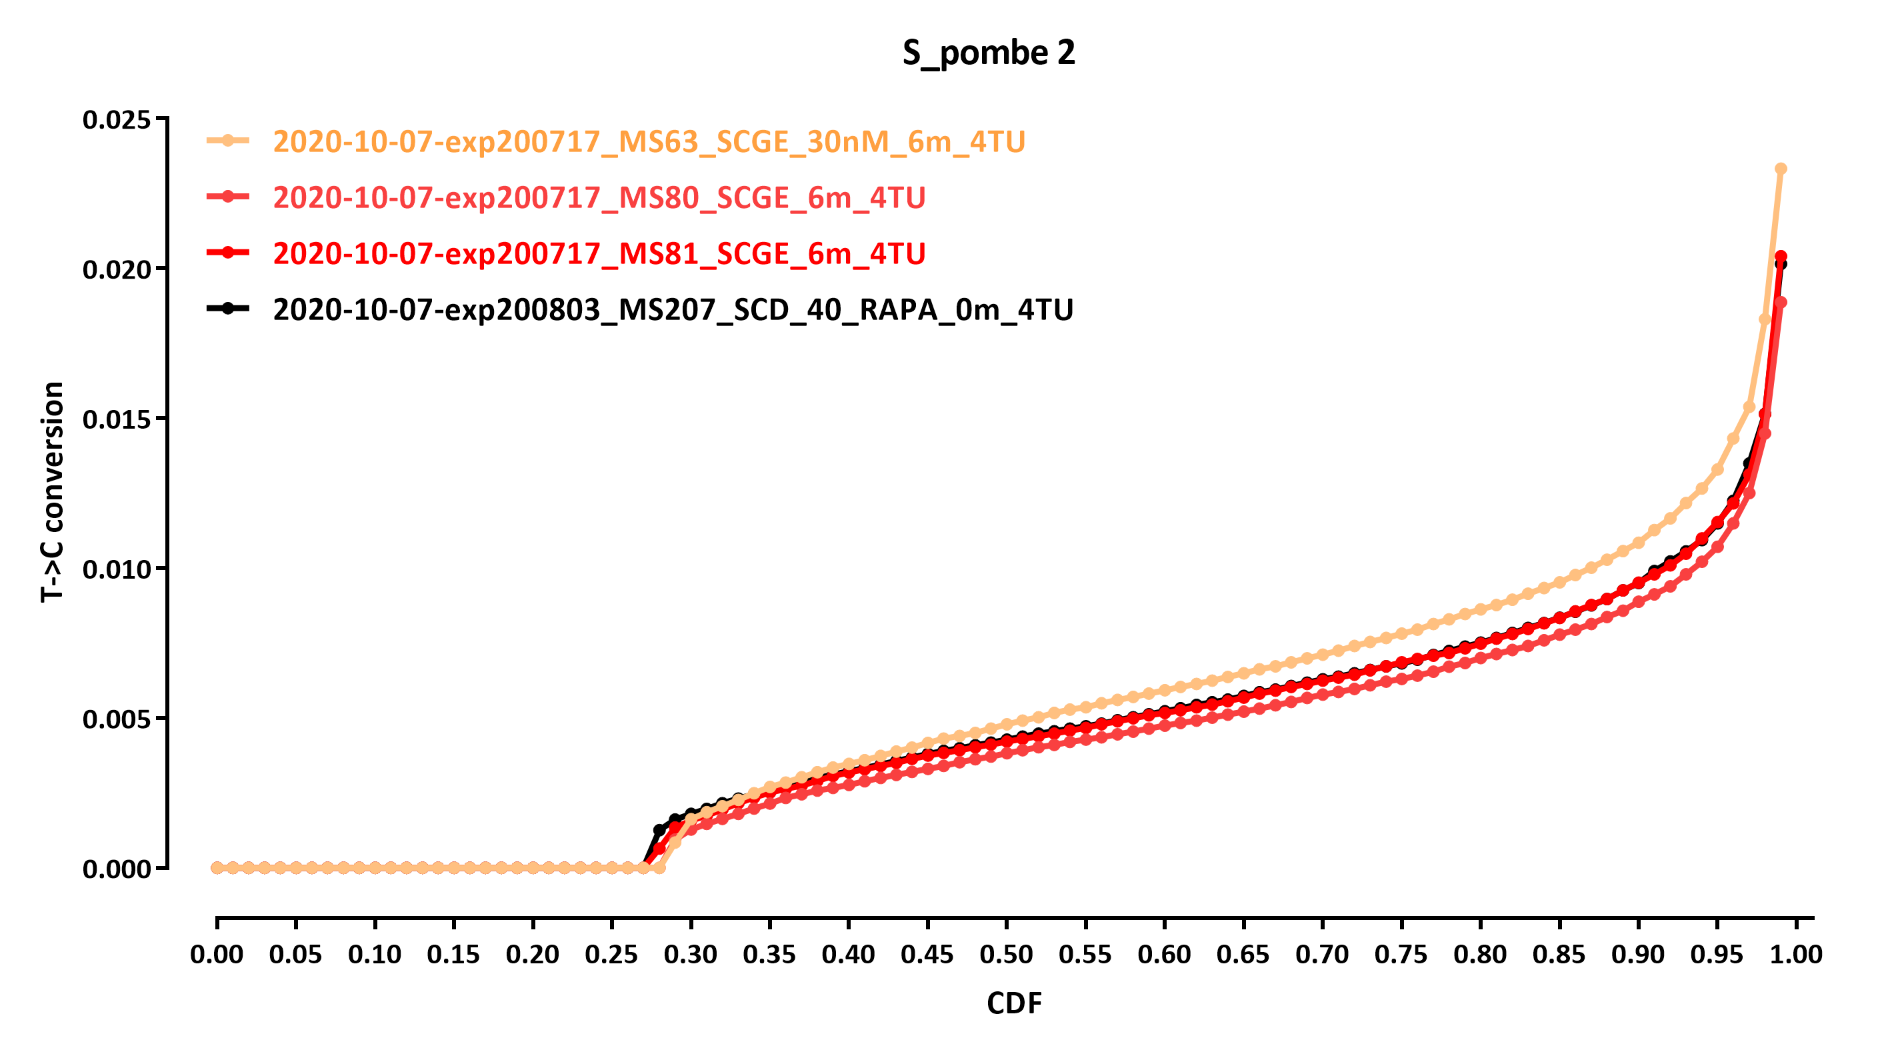 S_pombe 2
0.025
0.020
0.015
0.010
0.005
0.000
T->C conversion
2020-10-07-exp200717_MS63_SCGE_30nM_6m_4TU
2020-10-07-exp200717_MS80_SCGE_6m_4TU
2020-10-07-exp200717_MS81_SCGE_6m_4TU
2020-10-07-exp200803_MS207_SCD_40_RAPA_0m_4TU
0.00 0.05 0.10 0.15 0.20 0.25 0.30 0.35 0.40 0.45 0.50 0.55 0.60 0.65 0.70 0.75 0.80 0.85 0.90 0.95 1.00
CDF